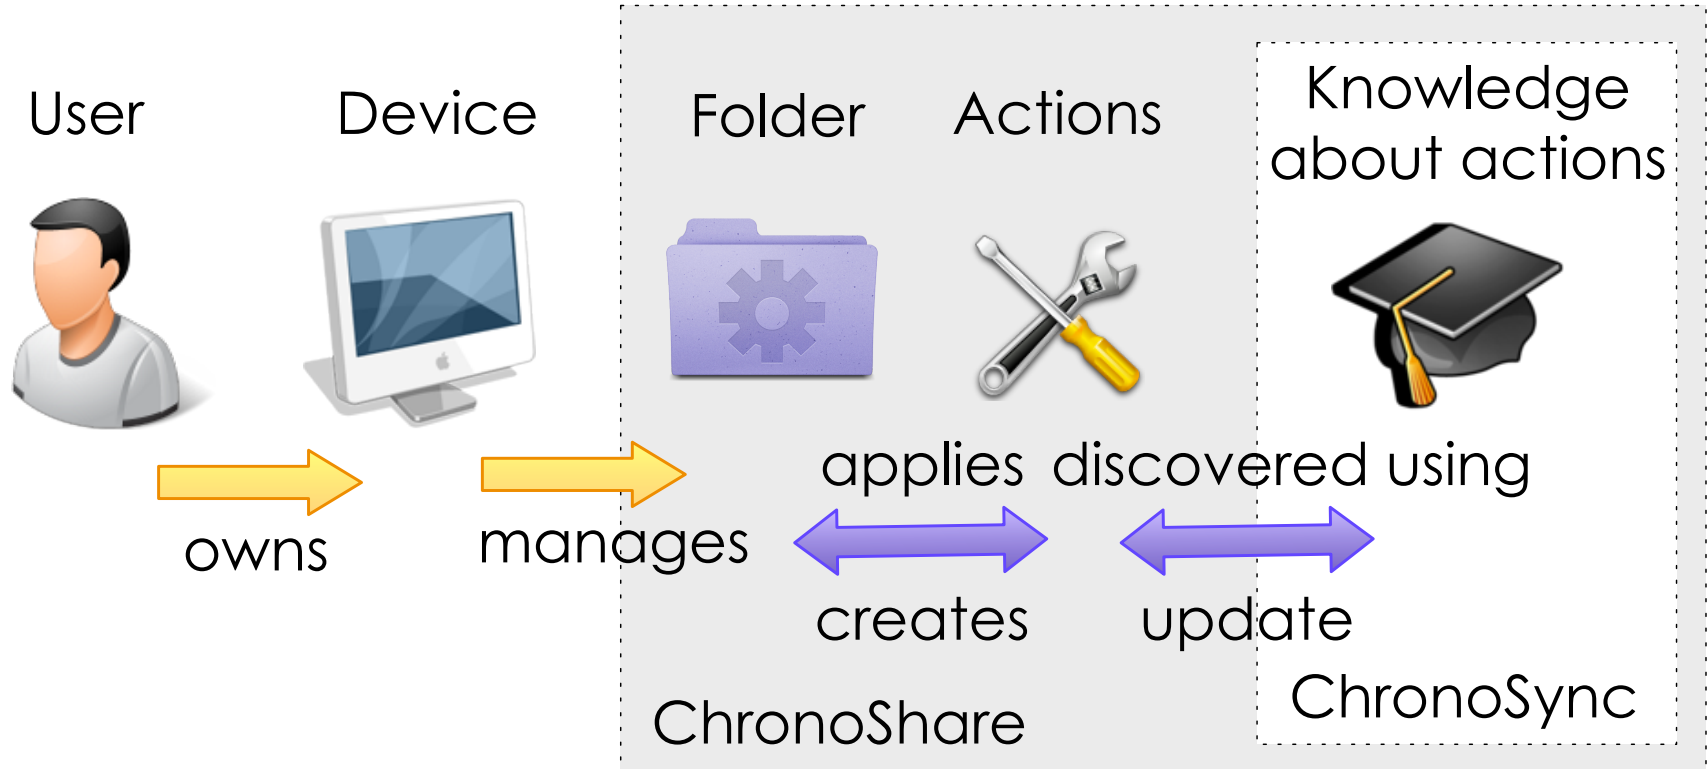 User
Device
Folder
Actions
Knowledge
about actions
applies
discovered using
owns
manages
creates
update
ChronoShare
ChronoSync